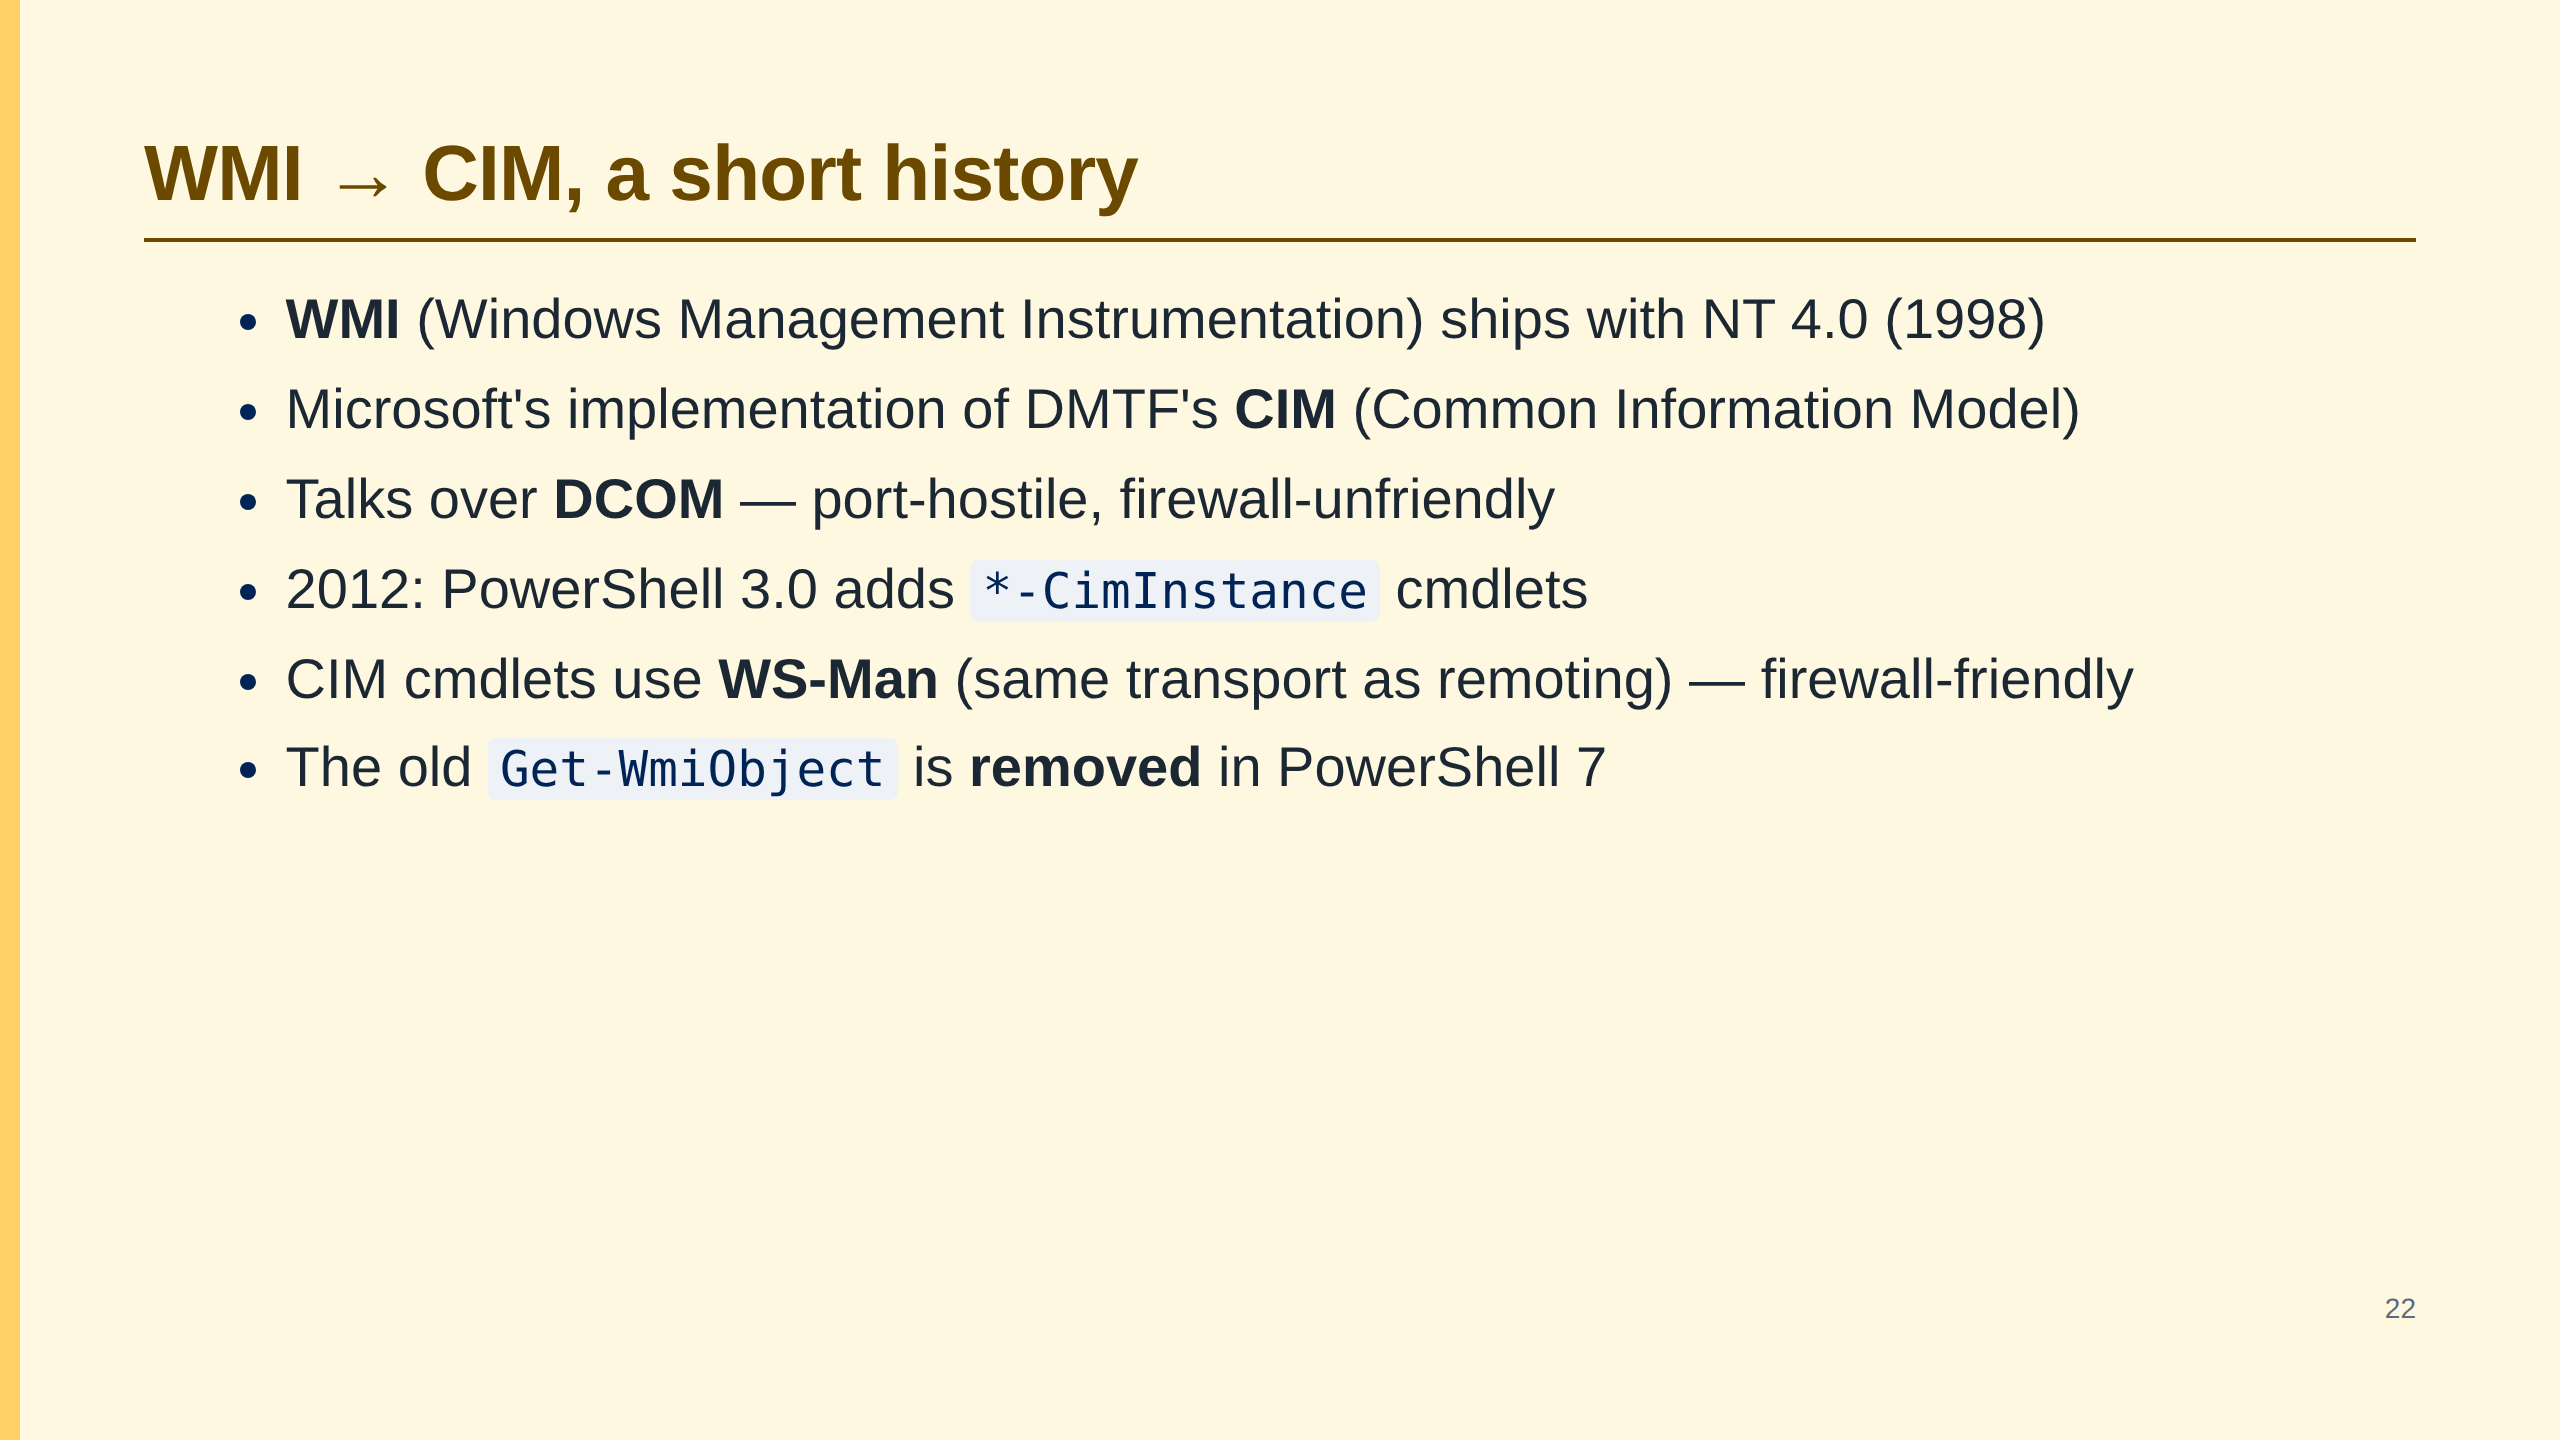 WMI → CIM, a short history
• WMI (Windows Management Instrumentation) ships with NT 4.0 (1998)
• Microsoft's implementation of DMTF's CIM (Common Information Model)
• Talks over DCOM — port-hostile, firewall-unfriendly
• 2012: PowerShell 3.0 adds *-CimInstance cmdlets
• CIM cmdlets use WS-Man (same transport as remoting) — firewall-friendly
• The old Get-WmiObject is removed in PowerShell 7
22